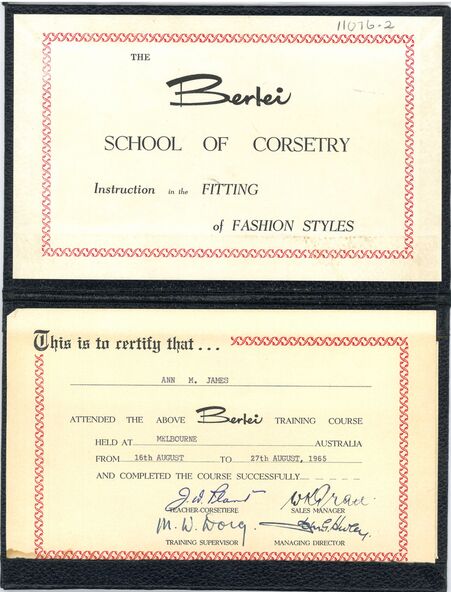 11076-2
THE
Berlei
SCHOOL OF CORSETRY
Instruction in the FITTING
of FASHION STYLES
This is to certify that...
ANN M. JAMES
ATTENDED THE ABOVE Berlei TRAINING COURSE
HELD AT MELBOURNE AUSTRALIA
FROM 16th AUGUST TO 27th AUGUST, 1965
AND COMPLETED THE COURSE SUCCESSFULLY
TEACHER-CORSETIERE SALES MANAGER
M. W. Doig.
TRAINING SUPERVISOR MANAGING DIRECTOR